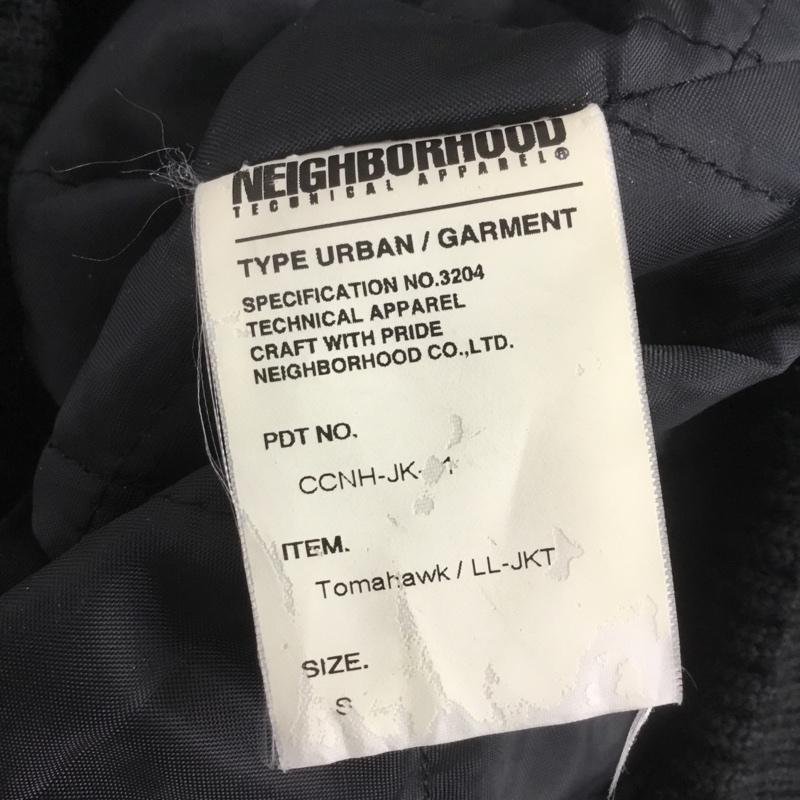 NEIGHBORHOOD
TECHNICAL APPAREL®
TYPE URBAN / GARMENT
SPECIFICATION NO.3204
TECHNICAL APPAREL
CRAFT WITH PRIDE
NEIGHBORHOOD CO.,LTD.
PDT NO.
ITEM.
Tomahawk / LL-JKT
SIZE.
S